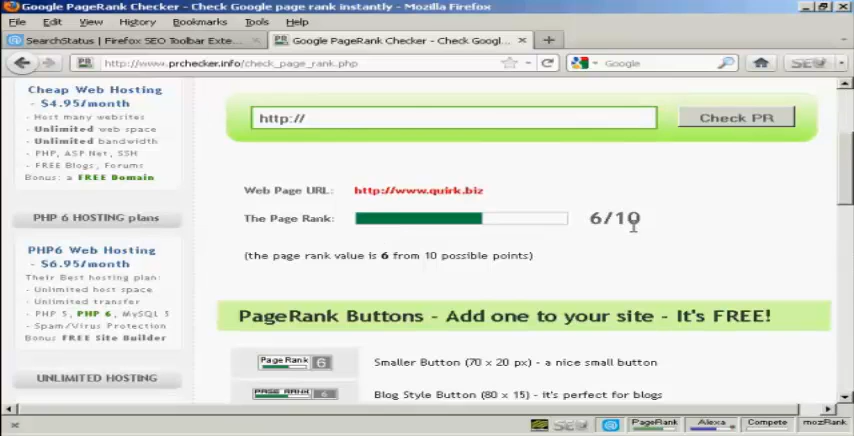 Google PageRank Checker - Check Google page rank instantly - Mozilla Firefox
File Edit View History Bookmarks Tools Help
SearchStatus | Firefox SEO Toolbar Exte...
Google PageRank Checker - Check Googl...
http://www.prchecker.info/check_page_rank.php
Google
Cheap Web Hosting
- $4.95/month
- Host many websites
- Unlimited web space
- Unlimited bandwidth
- PHP, ASP Net, SSH
- FREE Blogs, Forums
Bonus: a FREE Domain
PHP 6 HOSTING plans
PHP6 Web Hosting
- $6.95/month
Their Best hosting plan:
- Unlimited host space
- Unlimited transfer
- PHP 5, PHP 6, MySQL 5
- Spam/Virus Protection
Bonus FREE Site Builder
UNLIMITED HOSTING
http://
Check PR
Web Page URL: http://www.quirk.biz
The Page Rank: 6/10
(the page rank value is 6 from 10 possible points)
PageRank Buttons - Add one to your site - It's FREE!
Page Rank 6 Smaller Button (70 x 20 px) - a nice small button
PAGE RANK 6 Blog Style Button (80 x 15) - it's perfect for blogs
PageRank Alexa Compete mozRank